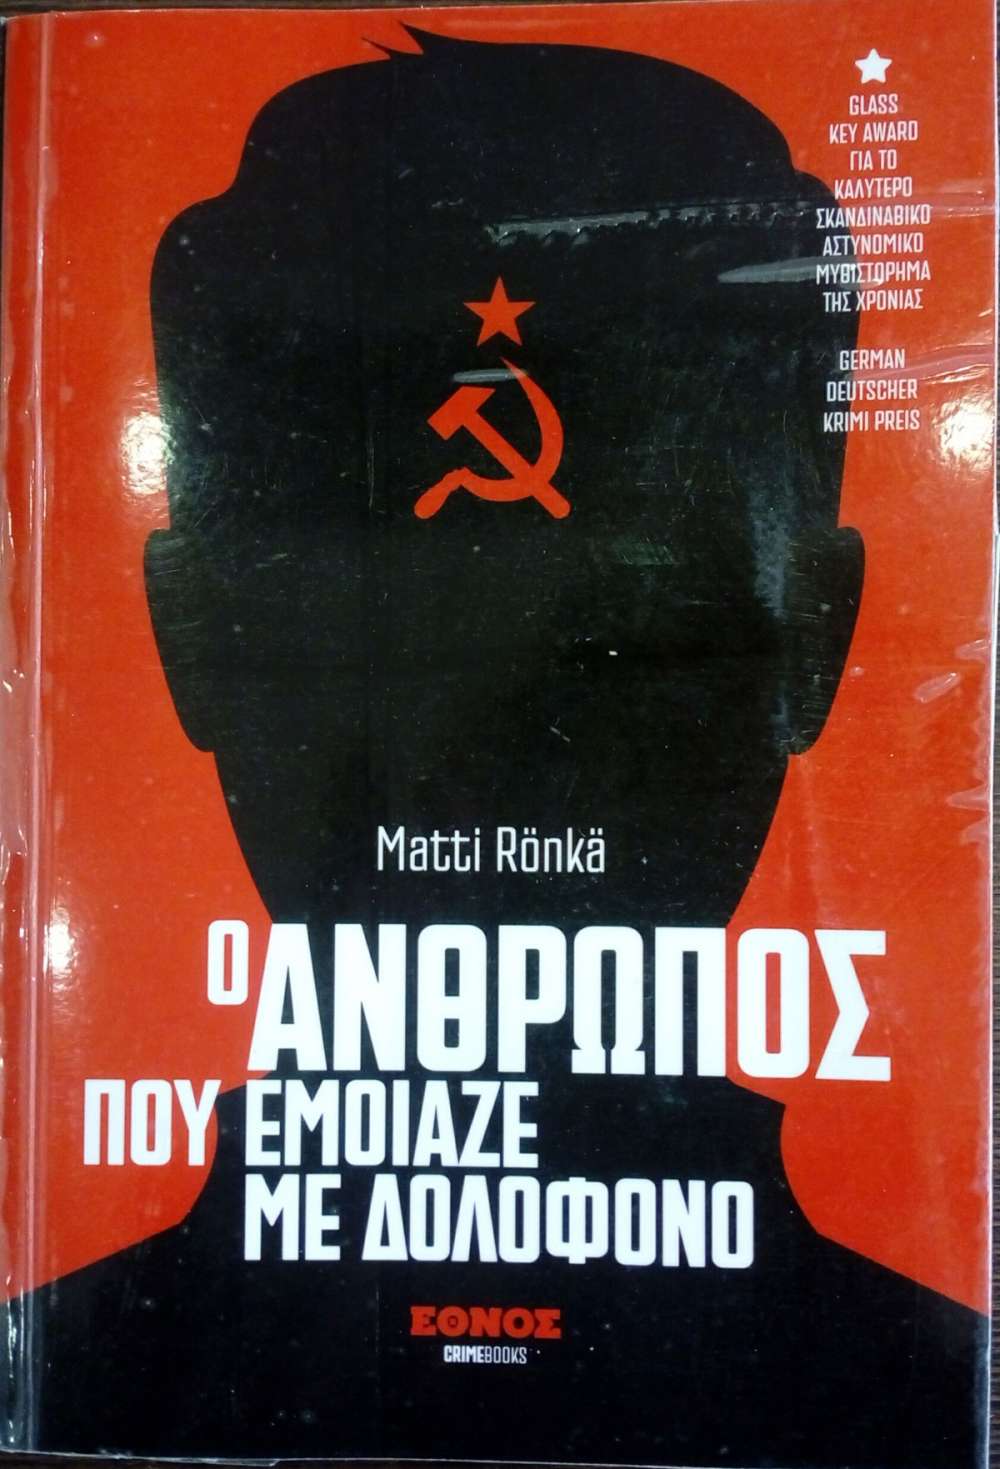 GLASS
KEY AWARD
ΓΙΑ ΤΟ
ΚΑΛΥΤΕΡΟ
ΣΚΑΝΔΙΝΑΒΙΚΟ
ΑΣΤΥΝΟΜΙΚΟ
ΜΥΘΙΣΤΟΡΗΜΑ
ΤΗΣ ΧΡΟΝΙΑΣ
GERMAN
DEUTSCHER
KRIMI PREIS
Matti Rönkä
Ο ΑΝΘΡΩΠΟΣ
ΠΟΥ ΕΜΟΙΑΖΕ
ΜΕ ΔΟΛΟΦΟΝΟ
ΕΘΝΟΣ
CRIMEBOOKS